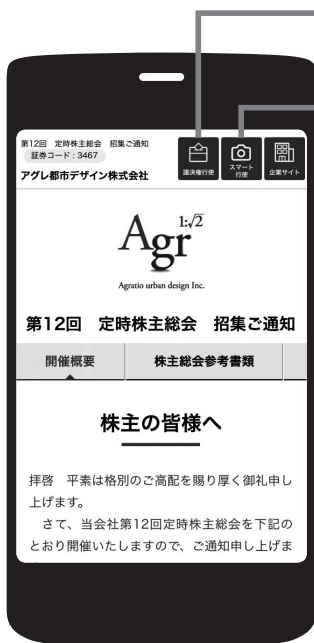 第12回　定時株主総会　招集ご通知
証券コード：3467
アグレ都市デザイン株式会社
議決権行使
スマート
行使
企業サイト
Agr 1:√2
Agratio urban design Inc.
第12回　定時株主総会　招集ご通知
開催概要
株主総会参考書類
株主の皆様へ
拝啓　平素は格別のご高配を賜り厚く御礼申し
上げます。
　さて、当会社第12回定時株主総会を下記の
とおり開催いたしますので、ご通知申し上げま